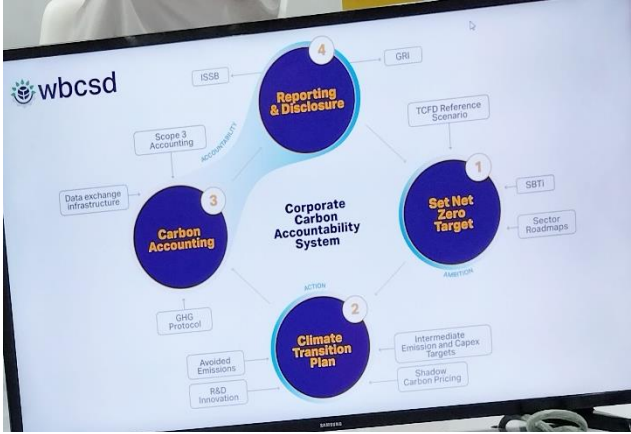 wbcsd
4
Reporting
& Disclosure
ISSB
GRI
ACCOUNTABILITY
TCFD Reference
Scenario
Scope 3
Accounting
Data exchange
infrastructure
3
Carbon
Accounting
GHG
Protocol
Corporate
Carbon
Accountability
System
1
Set Net
Zero
Target
SBTi
Sector
Roadmaps
AMBITION
ACTION
2
Climate
Transition
Plan
Avoided
Emissions
R&D
Innovation
Intermediate
Emission and Capex
Targets
Shadow
Carbon Pricing
SAMSUNG